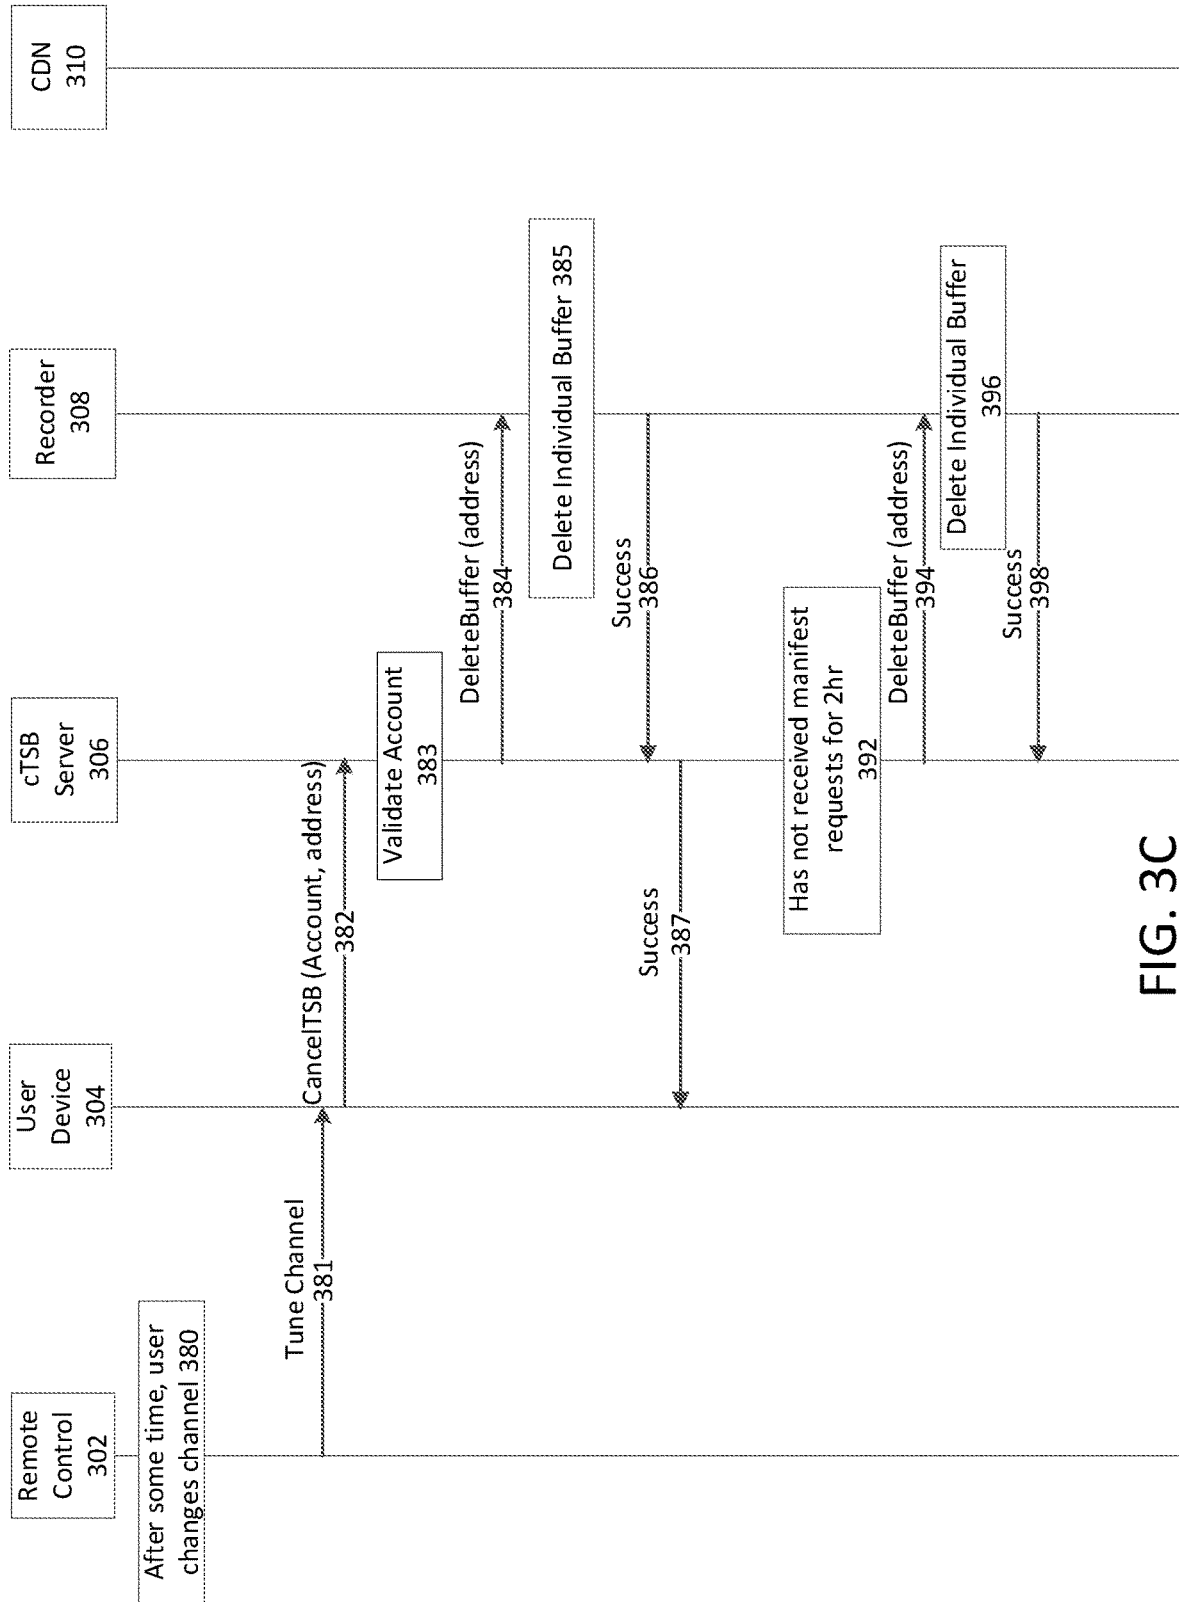 Remote
Control
302
User
Device
304
cTSB
Server
306
Recorder
308
CDN
310
After some time, user
changes channel 380
Tune Channel
381
CancelTSB (Account, address)
382
Validate Account
383
DeleteBuffer (address)
384
Delete Individual Buffer 385
Success
386
Success
387
Has not received manifest
requests for 2hr
392
DeleteBuffer (address)
394
Delete Individual Buffer
396
Success
398
FIG. 3C